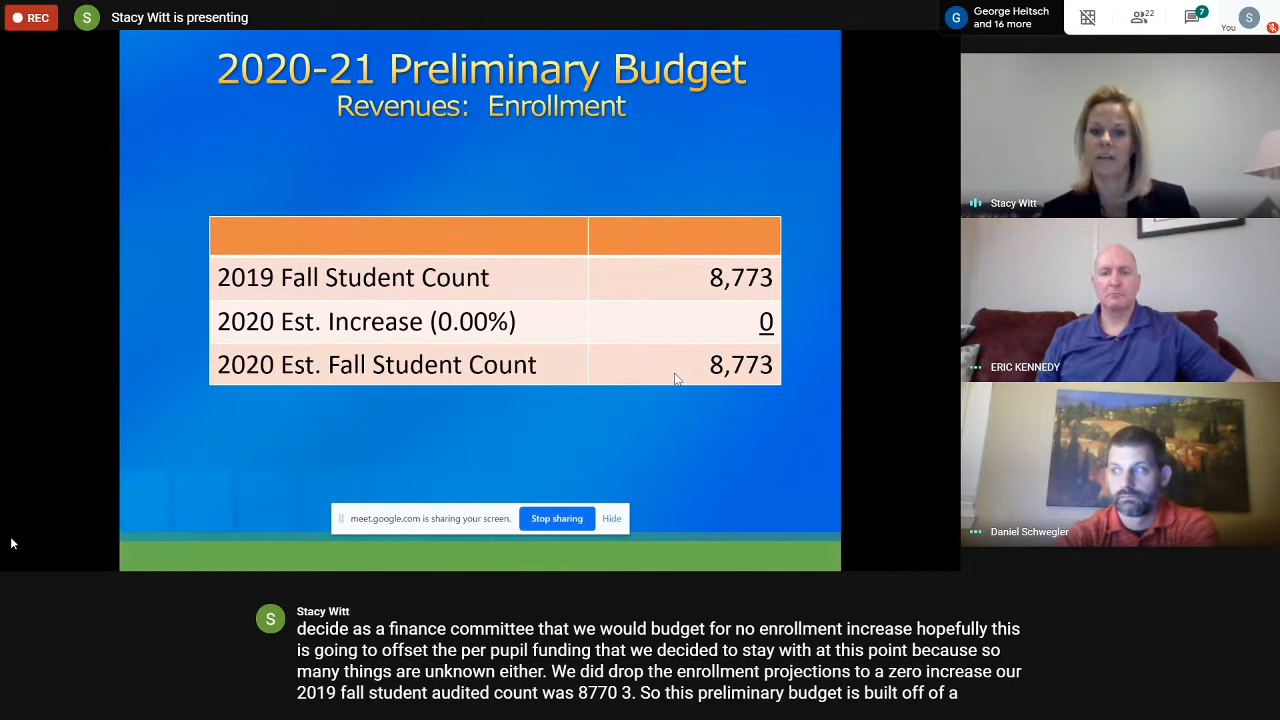 REC
S
Stacy Witt is presenting
G
George Heitsch
and 16 more
22
7
S
You
2020-21 Preliminary Budget
Revenues: Enrollment
2019 Fall Student Count 8,773
2020 Est. Increase (0.00%) 0
2020 Est. Fall Student Count 8,773
meet.google.com is sharing your screen. Stop sharing Hide
Stacy Witt
ERIC KENNEDY
Daniel Schwegler
S
Stacy Witt
decide as a finance committee that we would budget for no enrollment increase hopefully this
is going to offset the per pupil funding that we decided to stay with at this point because so
many things are unknown either. We did drop the enrollment projections to a zero increase our
2019 fall student audited count was 8770 3. So this preliminary budget is built off of a